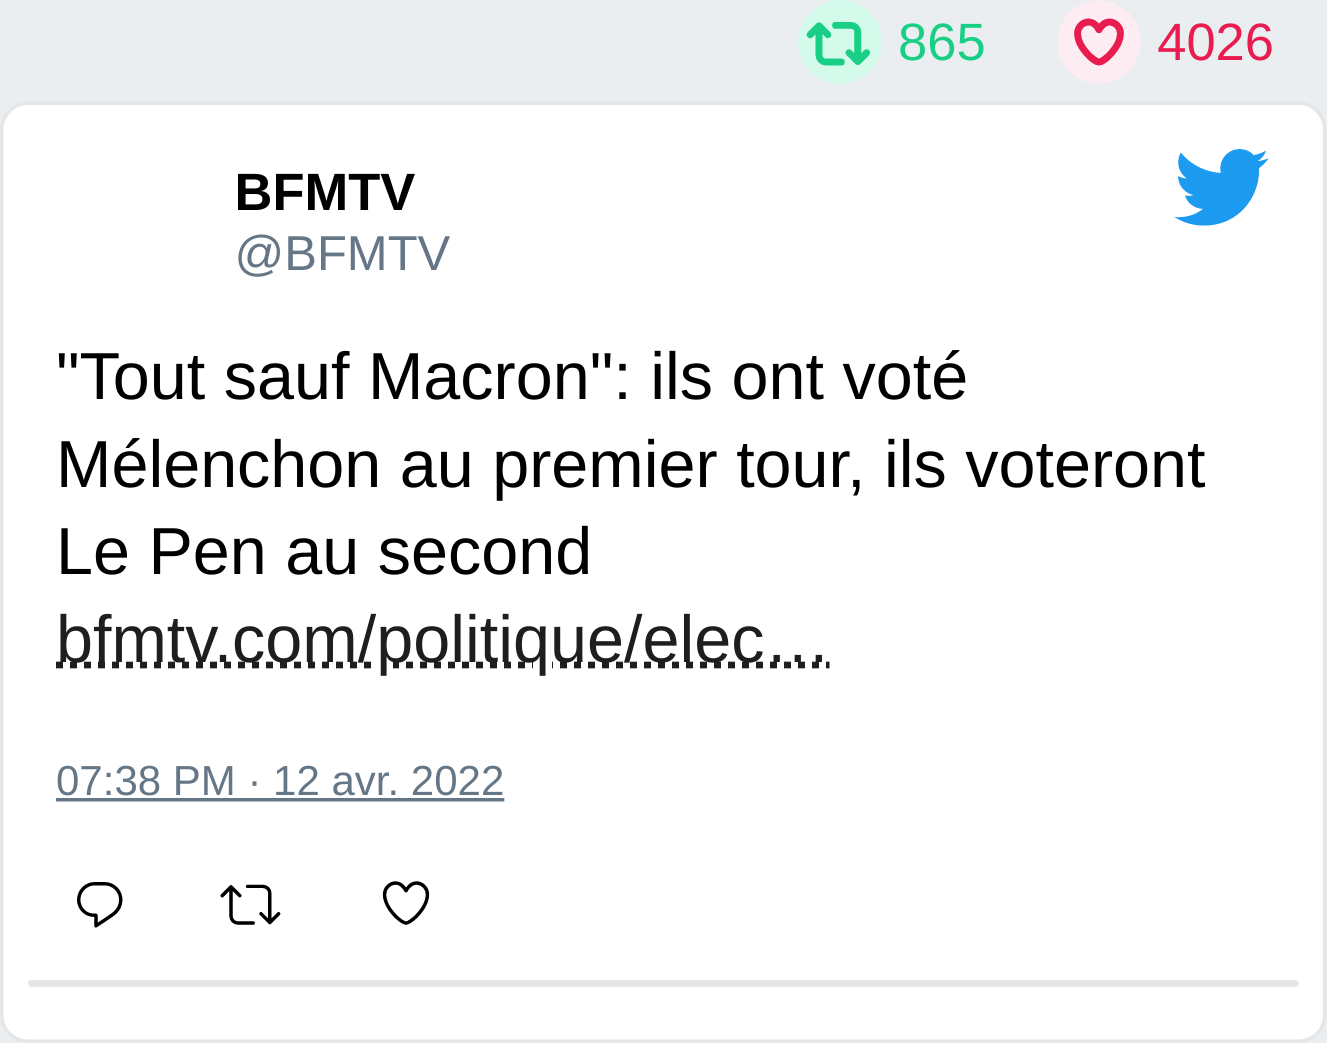 865 4026
BFMTV
@BFMTV
"Tout sauf Macron": ils ont voté
Mélenchon au premier tour, ils voteront
Le Pen au second
bfmtv.com/politique/elec…
07:38 PM · 12 avr. 2022